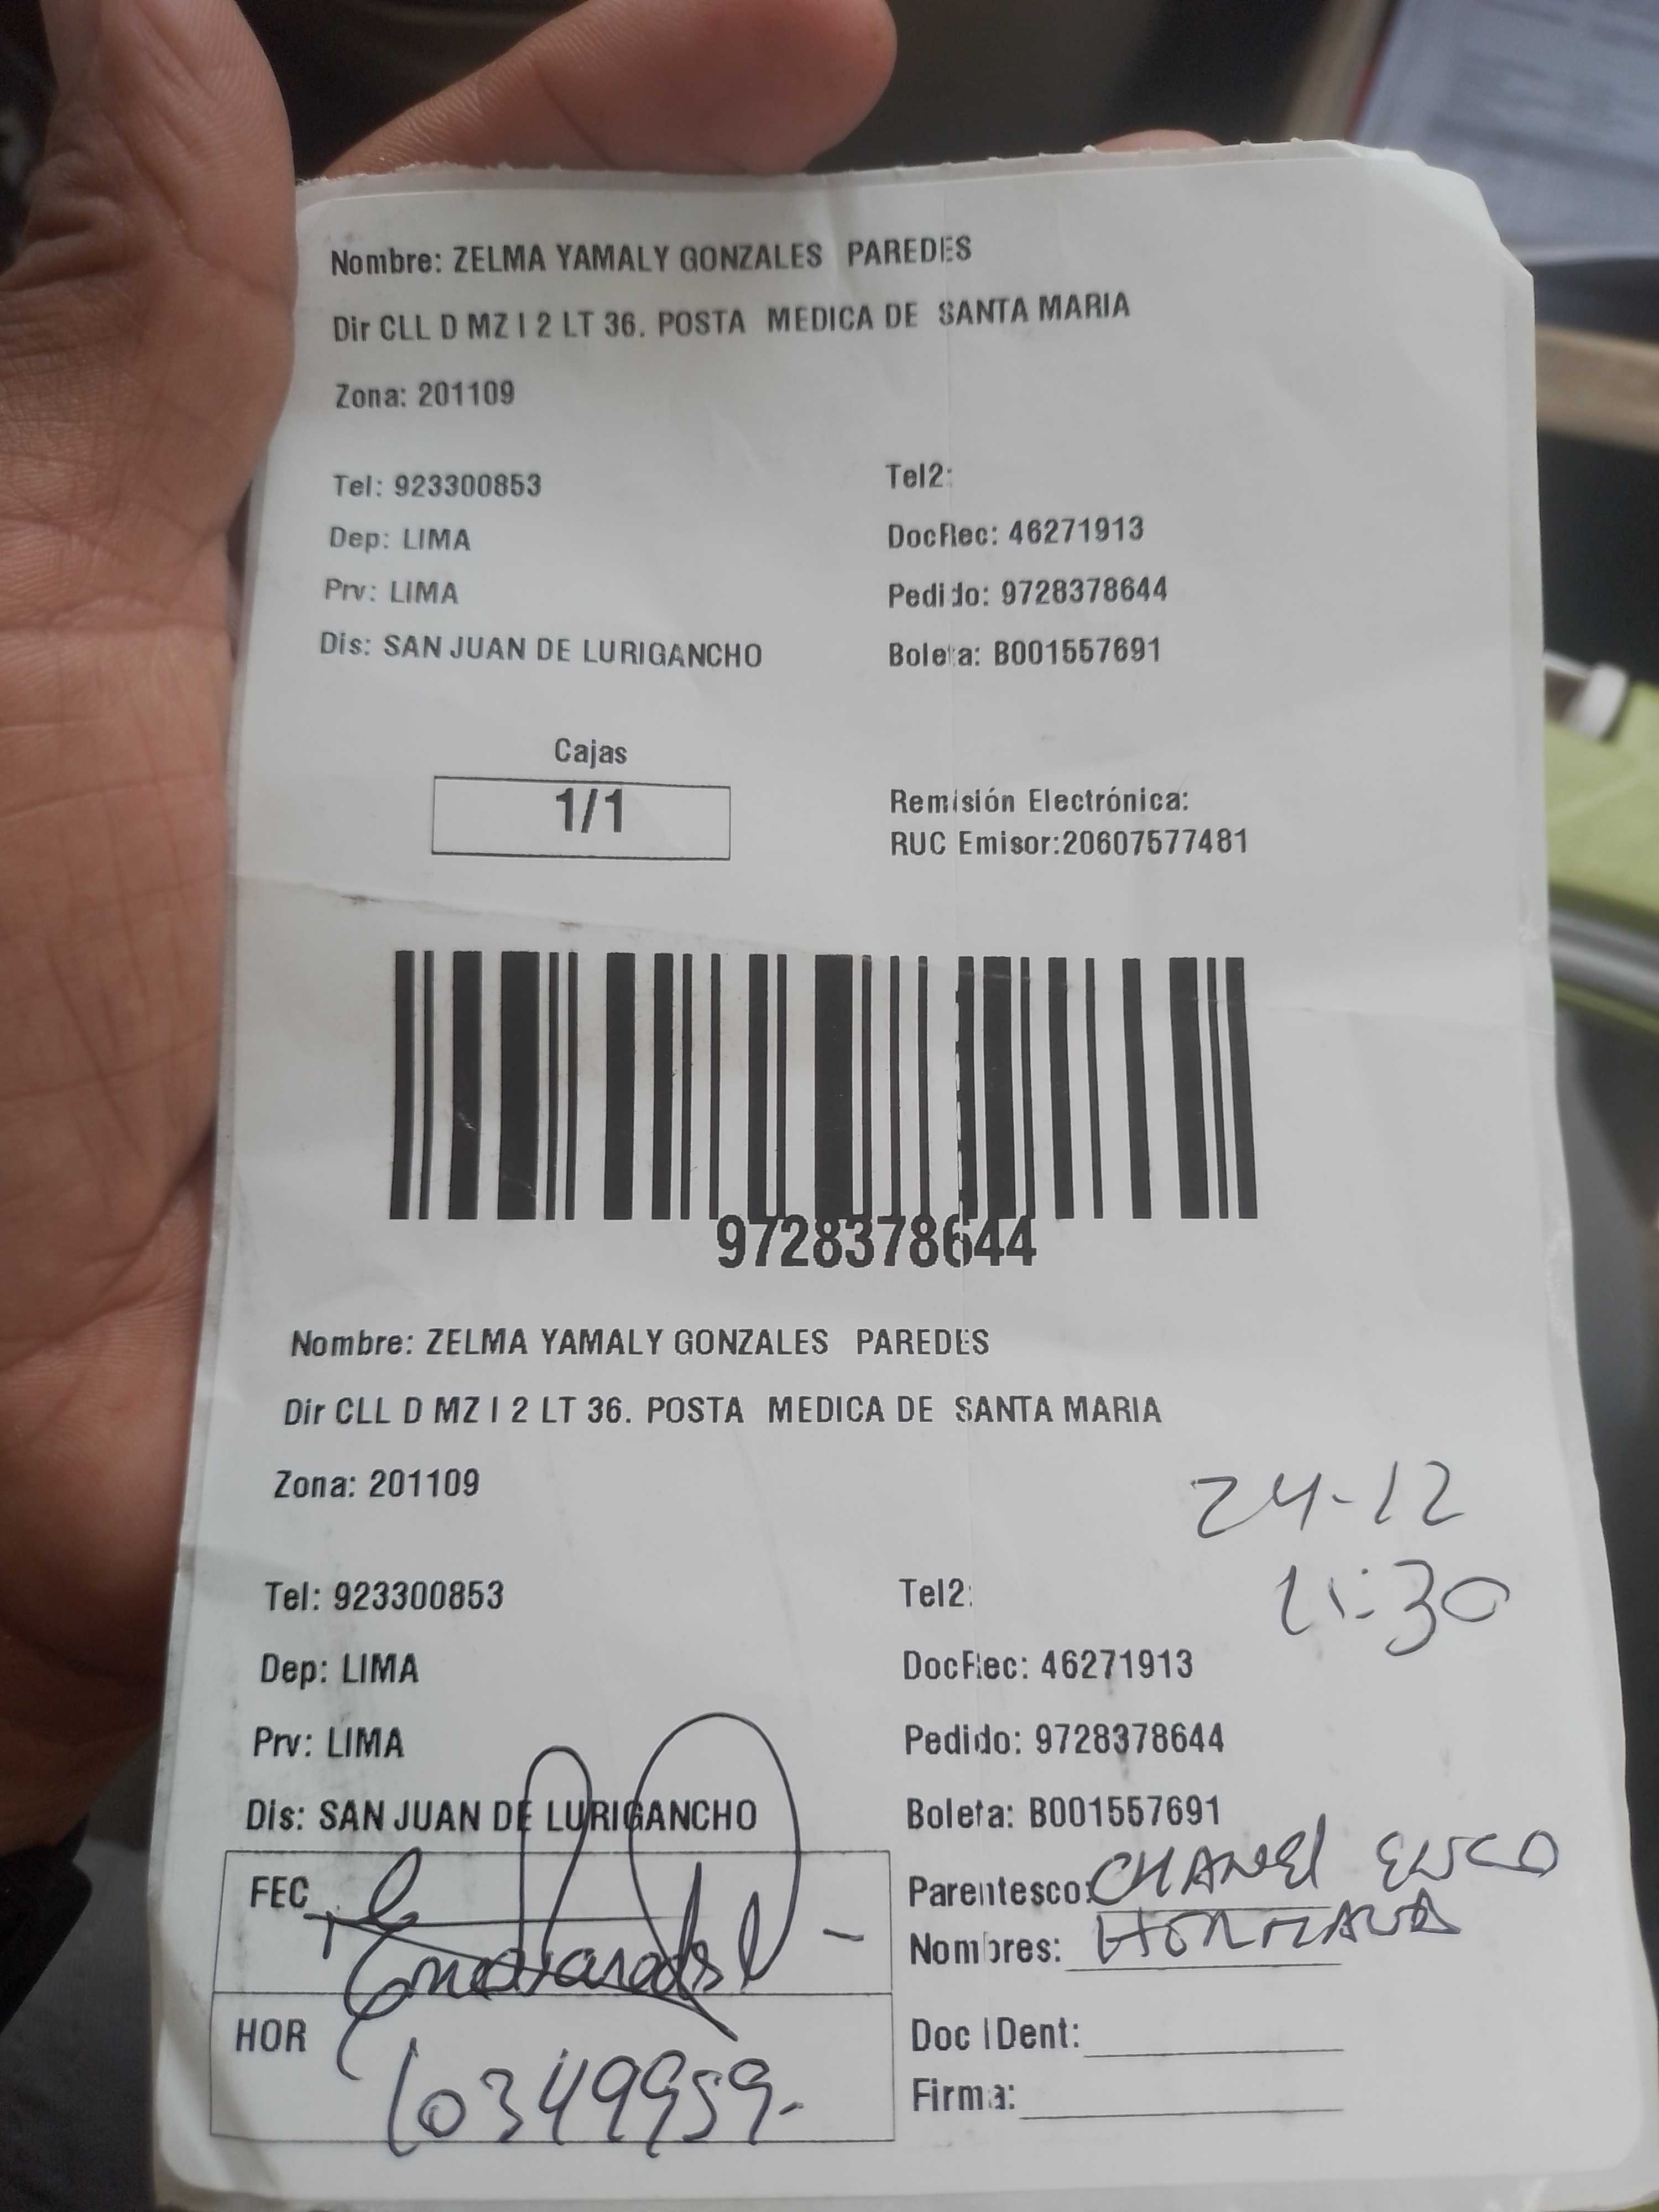 Nombre: ZELMA YAMALY GONZALES PAREDES
Dir CLL D MZ I 2 LT 36. POSTA MEDICA DE SANTA MARIA
Zona: 201109
Tel: 923300853
Tel2:
Dep: LIMA
DocRec: 46271913
Prv: LIMA
Pedido: 9728378644
Dis: SAN JUAN DE LURIGANCHO
Boleta: B001557691
Cajas
1/1
Remisión Electrónica:
RUC Emisor:20607577481
9728378644
Nombre: ZELMA YAMALY GONZALES PAREDES
Dir CLL D MZ I 2 LT 36. POSTA MEDICA DE SANTA MARIA
Zona: 201109
24-12
Tel: 923300853
Tel2:
:30
Dep: LIMA
DocRec: 46271913
Prv: LIMA
Pedido: 9728378644
Dis: SAN JUAN DE LURIGANCHO
Boleta: B001557691
FEC
Parentesco:
Nombres:
HOR
10349959-
Doc IDent:
Firma: